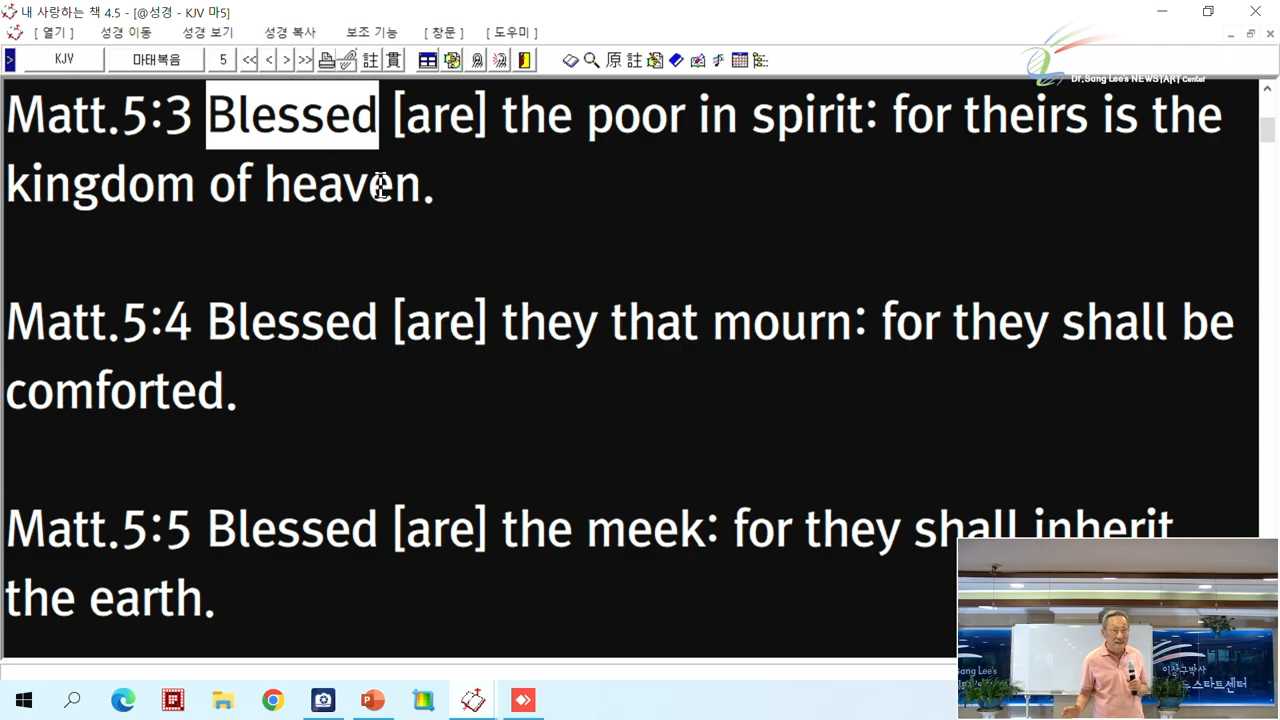 내 사랑하는 책 4.5 - [@성경 - KJV 마5]
[ 열기 ] 성경 이동 성경 보기 성경 복사 보조 기능 [ 창문 ] [ 도우미 ]
> KJV 마태복음 5 << < > >> 註 貫 原 註
Dr.Sang Lee's NEWSTART Center
Matt.5:3 Blessed [are] the poor in spirit: for theirs is the
kingdom of heaven.
Matt.5:4 Blessed [are] they that mourn: for they shall be
comforted.
Matt.5:5 Blessed [are] the meek: for they shall inherit
the earth.
Sang Lee's
이상구박사
스타트센터